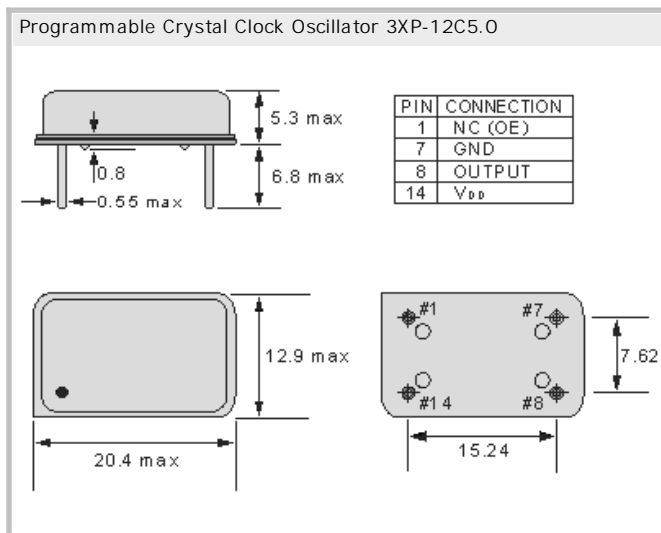 Programmable Crystal Clock Oscillator 3XP-12C5.0
5.3 max
0.8
6.8 max
0.55 max
PIN CONNECTION
1 NC (OE)
7 GND
8 OUTPUT
14 VDD
12.9 max
20.4 max
#1 #7
7.62
#14 #8
15.24